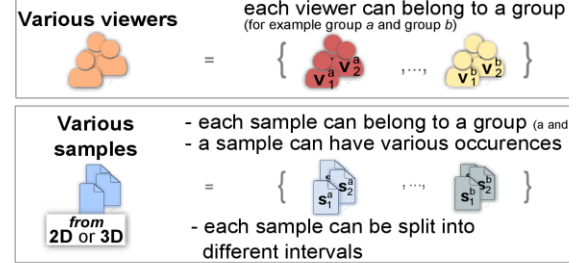 Various viewers
each viewer can belong to a group
(for example group a and group b)
= { v₁ᵃ v₂ᵃ ,..., v₁ᵇ v₂ᵇ }
Various samples
- each sample can belong to a group (a and
- a sample can have various occurences
from
2D or 3D
= { s₁ᵃ s₂ᵃ ,..., s₁ᵇ s₂ᵇ }
- each sample can be split into
different intervals